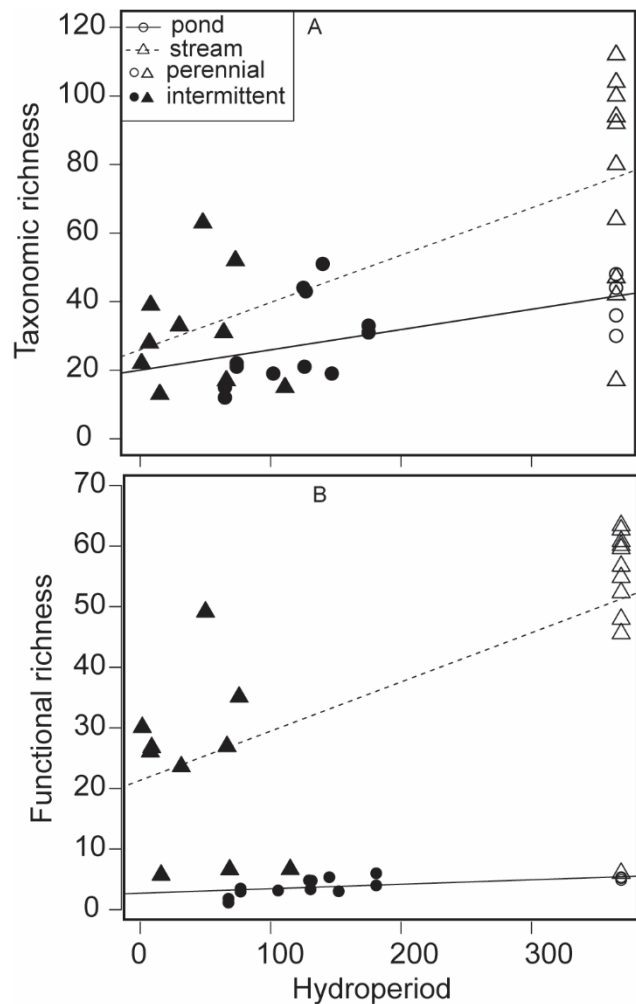 A
pond
stream
perennial
intermittent
Taxonomic richness
120
100
80
60
40
20
0
B
Functional richness
70
60
50
40
30
20
10
0
0 100 200 300
Hydroperiod